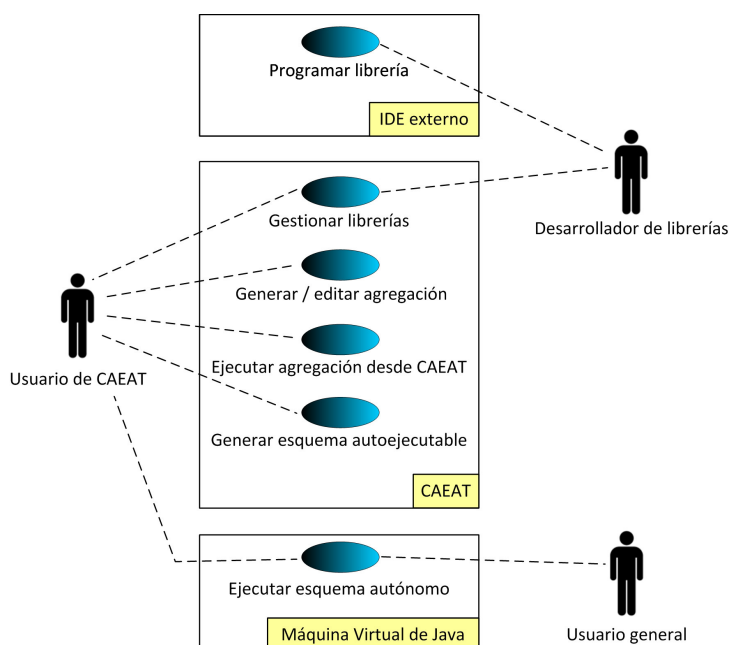 Programar librería
IDE externo
Desarrollador de librerías
Gestionar librerías
Generar / editar agregación
Ejecutar agregación desde CAEAT
Usuario de CAEAT
Generar esquema autoejecutable
CAEAT
Ejecutar esquema autónomo
Máquina Virtual de Java
Usuario general